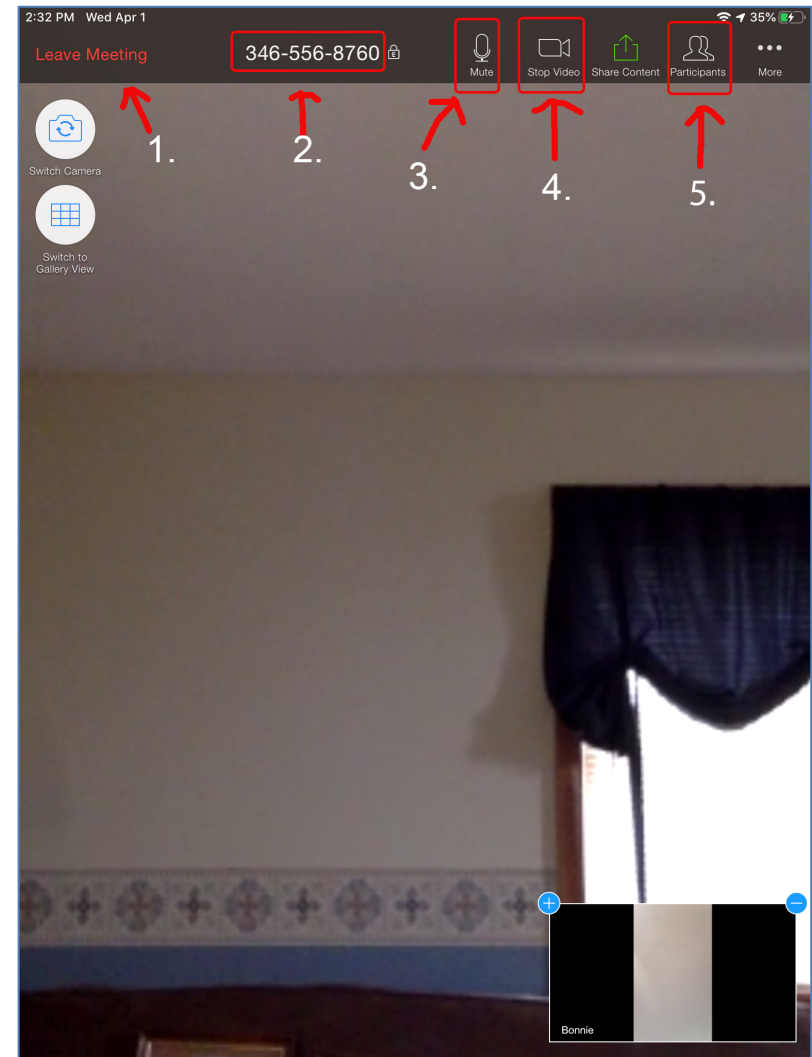 2:32 PM Wed Apr 1
35%
Leave Meeting
346-556-8760
E
Mute
Stop Video
Share Content
Participants
More
1.
2.
3.
4.
5.
Switch Camera
Switch to
Gallery View
Bonnie